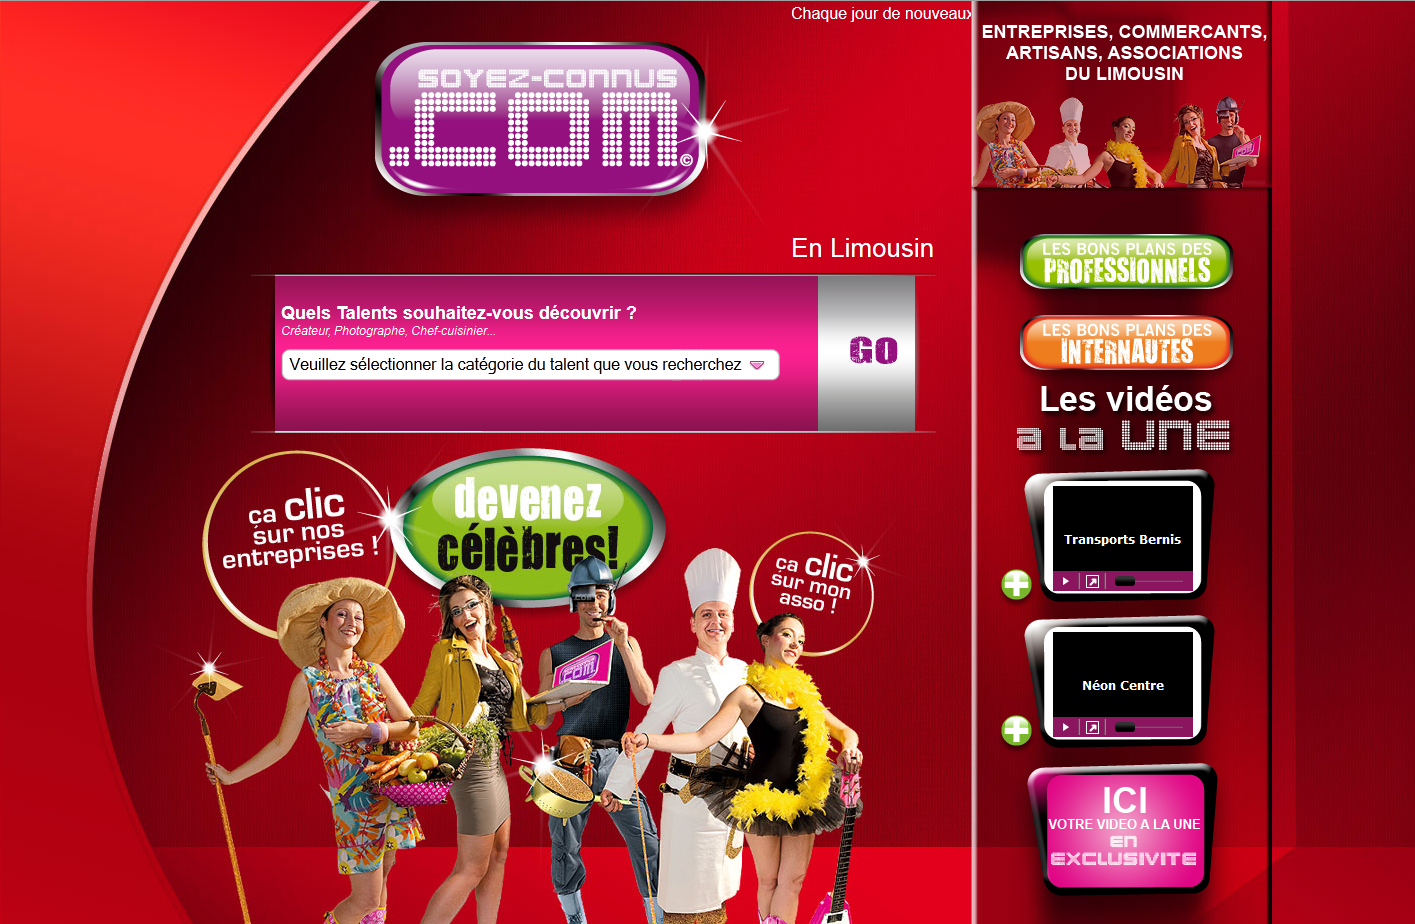 Chaque jour de nouveaux
SOYEZ-CONNUS
.COM
©
En Limousin
Quels Talents souhaitez-vous découvrir ?
Créateur, Photographe, Chef-cuisinier...
Veuillez sélectionner la catégorie du talent que vous recherchez
GO
ça clic
sur nos
entreprises !
devenez
célèbres!
ça clic
sur mon
asso !
.COM
ENTREPRISES, COMMERCANTS,
ARTISANS, ASSOCIATIONS
DU LIMOUSIN
LES BONS PLANS DES
PROFESSIONNELS
LES BONS PLANS DES
INTERNAUTES
Les vidéos
a la UNE
Transports Bernis
Néon Centre
ICI
VOTRE VIDEO A LA UNE
EN
EXCLUSIVITE